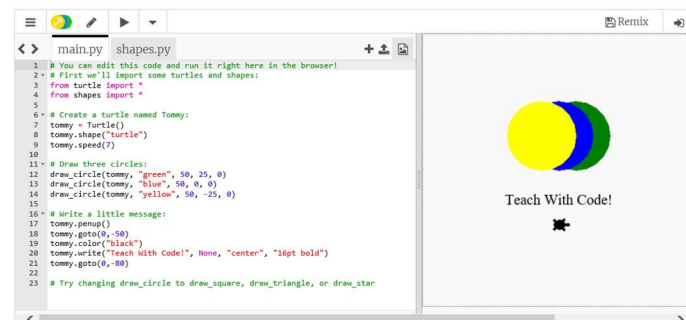 Remix
main.py shapes.py
1 # You can edit this code and run it right here in the browser!
2 # First we'll import some turtles and shapes:
3 from turtle import *
4 from shapes import *
5
6 # Create a turtle named Tommy:
7 tommy = Turtle()
8 tommy.shape("turtle")
9 tommy.speed(7)
10
11 # Draw three circles:
12 draw_circle(tommy, "green", 50, 25, 0)
13 draw_circle(tommy, "blue", 50, 0, 0)
14 draw_circle(tommy, "yellow", 50, -25, 0)
15
16 # Write a little message:
17 tommy.penup()
18 tommy.goto(0,-50)
19 tommy.color("black")
20 tommy.write("Teach With Code!", None, "center", "16pt bold")
21 tommy.goto(0,-80)
22
23 # Try changing draw_circle to draw_square, draw_triangle, or draw_star
Teach With Code!